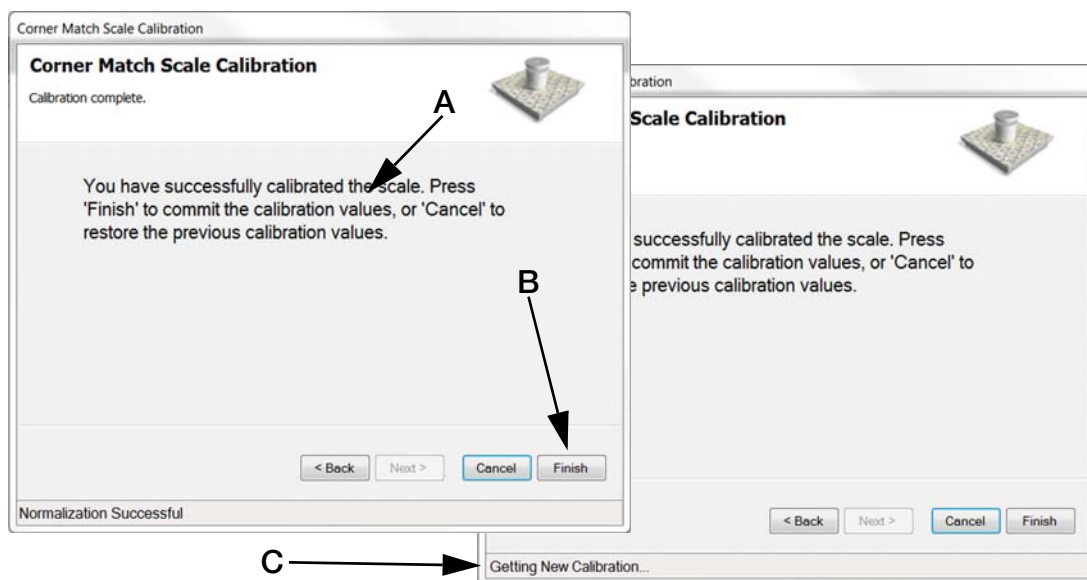 Corner Match Scale Calibration
Corner Match Scale Calibration
Calibration complete.
A
You have successfully calibrated the scale. Press
'Finish' to commit the calibration values, or 'Cancel' to
restore the previous calibration values.
B
< Back Next > Cancel Finish
Normalization Successful
bration
Scale Calibration
successfully calibrated the scale. Press
commit the calibration values, or 'Cancel' to
e previous calibration values.
< Back Next > Cancel Finish
C
Getting New Calibration...